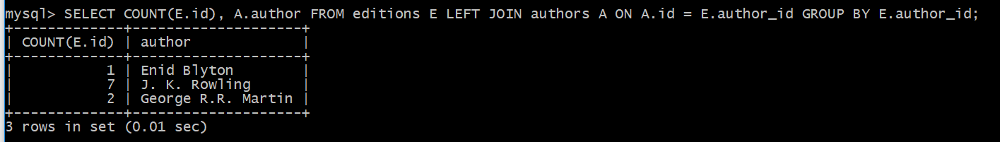 mysql> SELECT COUNT(E.id), A.author FROM editions E LEFT JOIN authors A ON A.id = E.author_id GROUP BY E.author_id;
+-------------+--------------------+
| COUNT(E.id) | author             |
+-------------+--------------------+
|           1 | Enid Blyton        |
|           7 | J. K. Rowling      |
|           2 | George R.R. Martin |
+-------------+--------------------+
3 rows in set (0.01 sec)